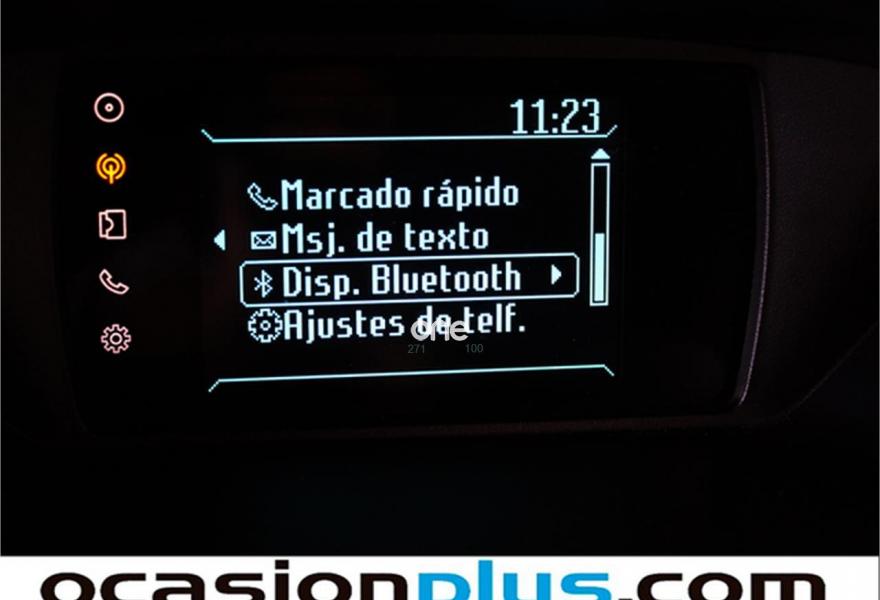 11:23
Marcado rápido
Msj. de texto
Disp. Bluetooth
Ajustes de telf.
one
271 100
ocasionplus.com